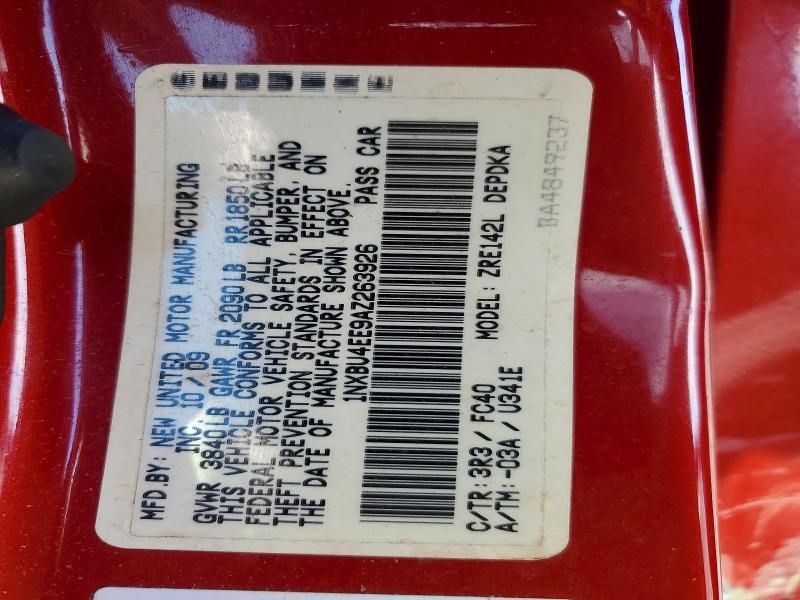 MFD.BY: NEW UNITED MOTOR MANUFACTURING
INC. 10 / 09
GVWR 3840LB GAWR FR 2090LB RR 1850LB
THIS VEHICLE CONFORMS TO ALL APPLICABLE
FEDERAL MOTOR VEHICLE SAFETY, BUMPER, AND
THEFT PREVENTION STANDARDS IN EFFECT ON
THE DATE OF MANUFACTURE SHOWN ABOVE.
1NXBU4EE9AZ263926 PASS CAR
C/TR: 3R3 / FC40 MODEL: ZRE142L DEPDKA
A/TM: -03A / U341E
BA4849237